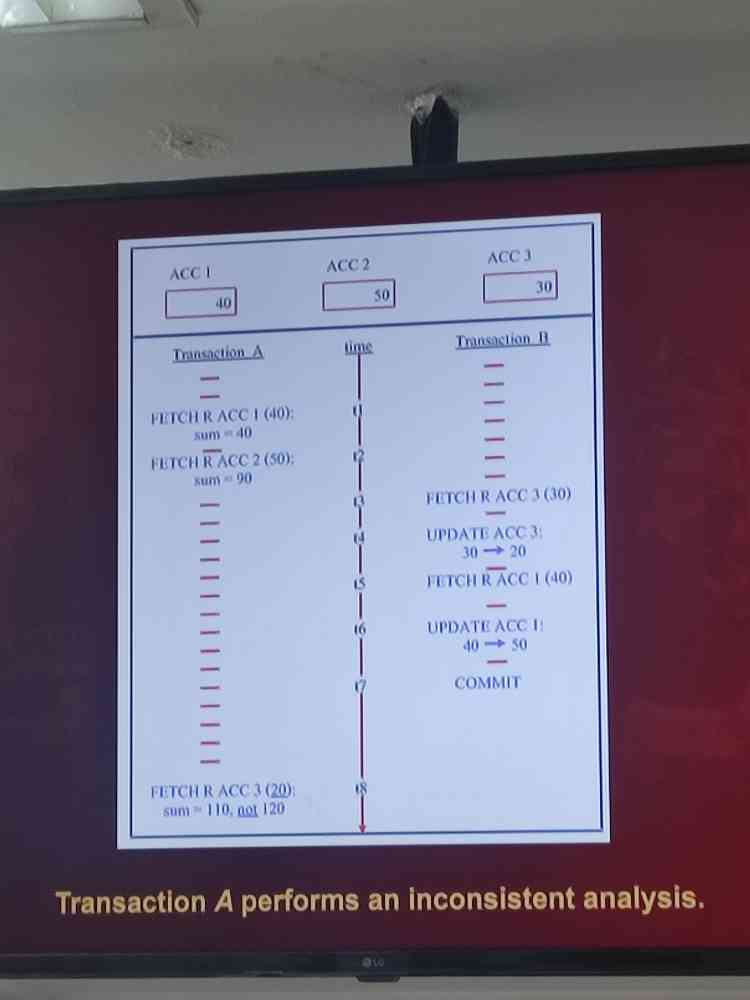 ACC 1 ACC 2 ACC 3
40 50 30
Transaction A time Transaction B
FETCH R ACC 1 (40): t1
sum = 40
FETCH R ACC 2 (50): t2
sum = 90
t3 FETCH R ACC 3 (30)
t4 UPDATE ACC 3:
30 → 20
t5 FETCH R ACC 1 (40)
t6 UPDATE ACC 1:
40 → 50
t7 COMMIT
FETCH R ACC 3 (20): t8
sum = 110, not 120
Transaction A performs an inconsistent analysis.
LG